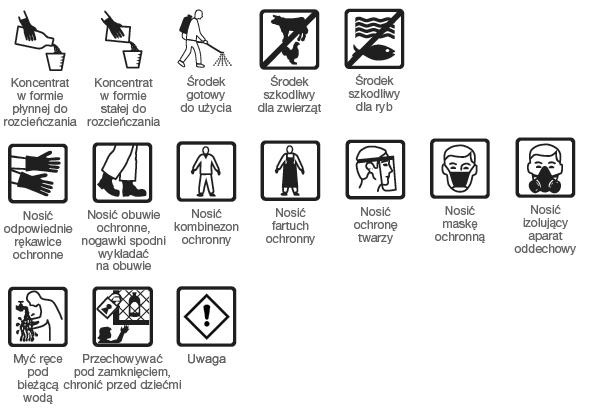 Koncentrat
w formie
płynnej do
rozcieńczania
Koncentrat
w formie
stałej do
rozcieńczania
Środek
gotowy
do użycia
Środek
szkodliwy
dla zwierząt
Środek
szkodliwy
dla ryb
Nosić
odpowiednie
rękawice
ochronne
Nosić obuwie
ochronne,
nogawki spodni
wykładać
na obuwie
Nosić
kombinezon
ochronny
Nosić
fartuch
ochronny
Nosić
ochronę
twarzy
Nosić
maskę
ochronną
Nosić
izolujący
aparat
oddechowy
Myć ręce
pod
bieżącą
wodą
Przechowywać
pod zamknięciem,
chronić przed dziećmi
Uwaga